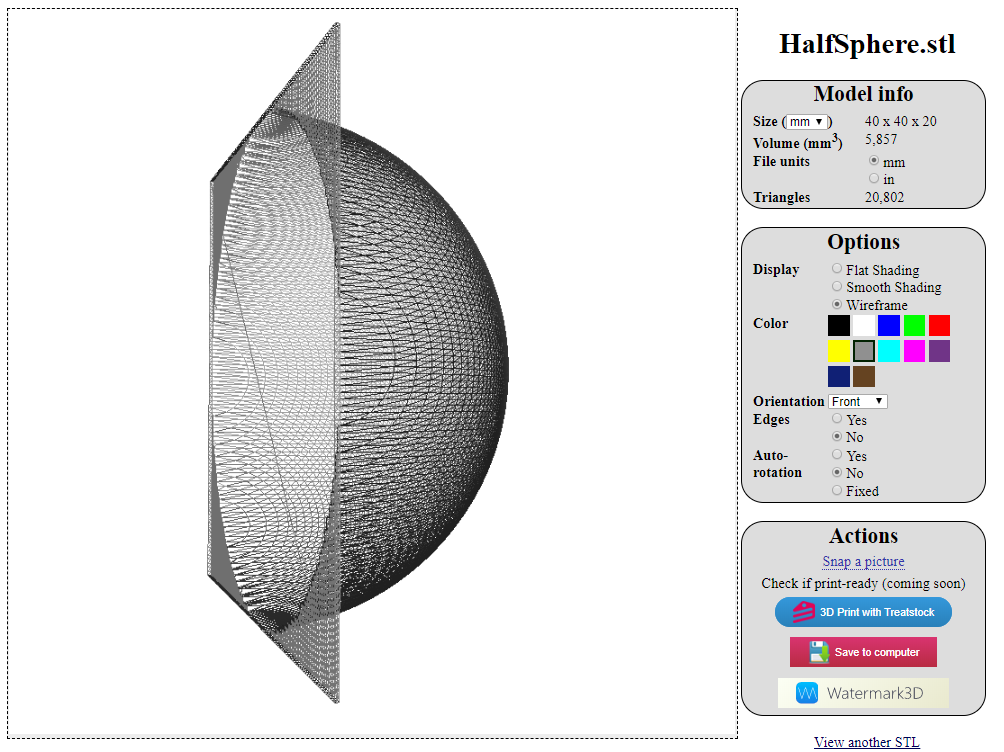 HalfSphere.stl
Model info
Size ( mm ▼) 40 x 40 x 20
Volume (mm3) 5,857
File units mm
in
Triangles 20,802
Options
Display Flat Shading
Smooth Shading
Wireframe
Color
Orientation Front ▼
Edges Yes
No
Auto- Yes
rotation No
Fixed
Actions
Snap a picture
Check if print-ready (coming soon)
3D Print with Treatstock
Save to computer
Watermark3D
View another STL